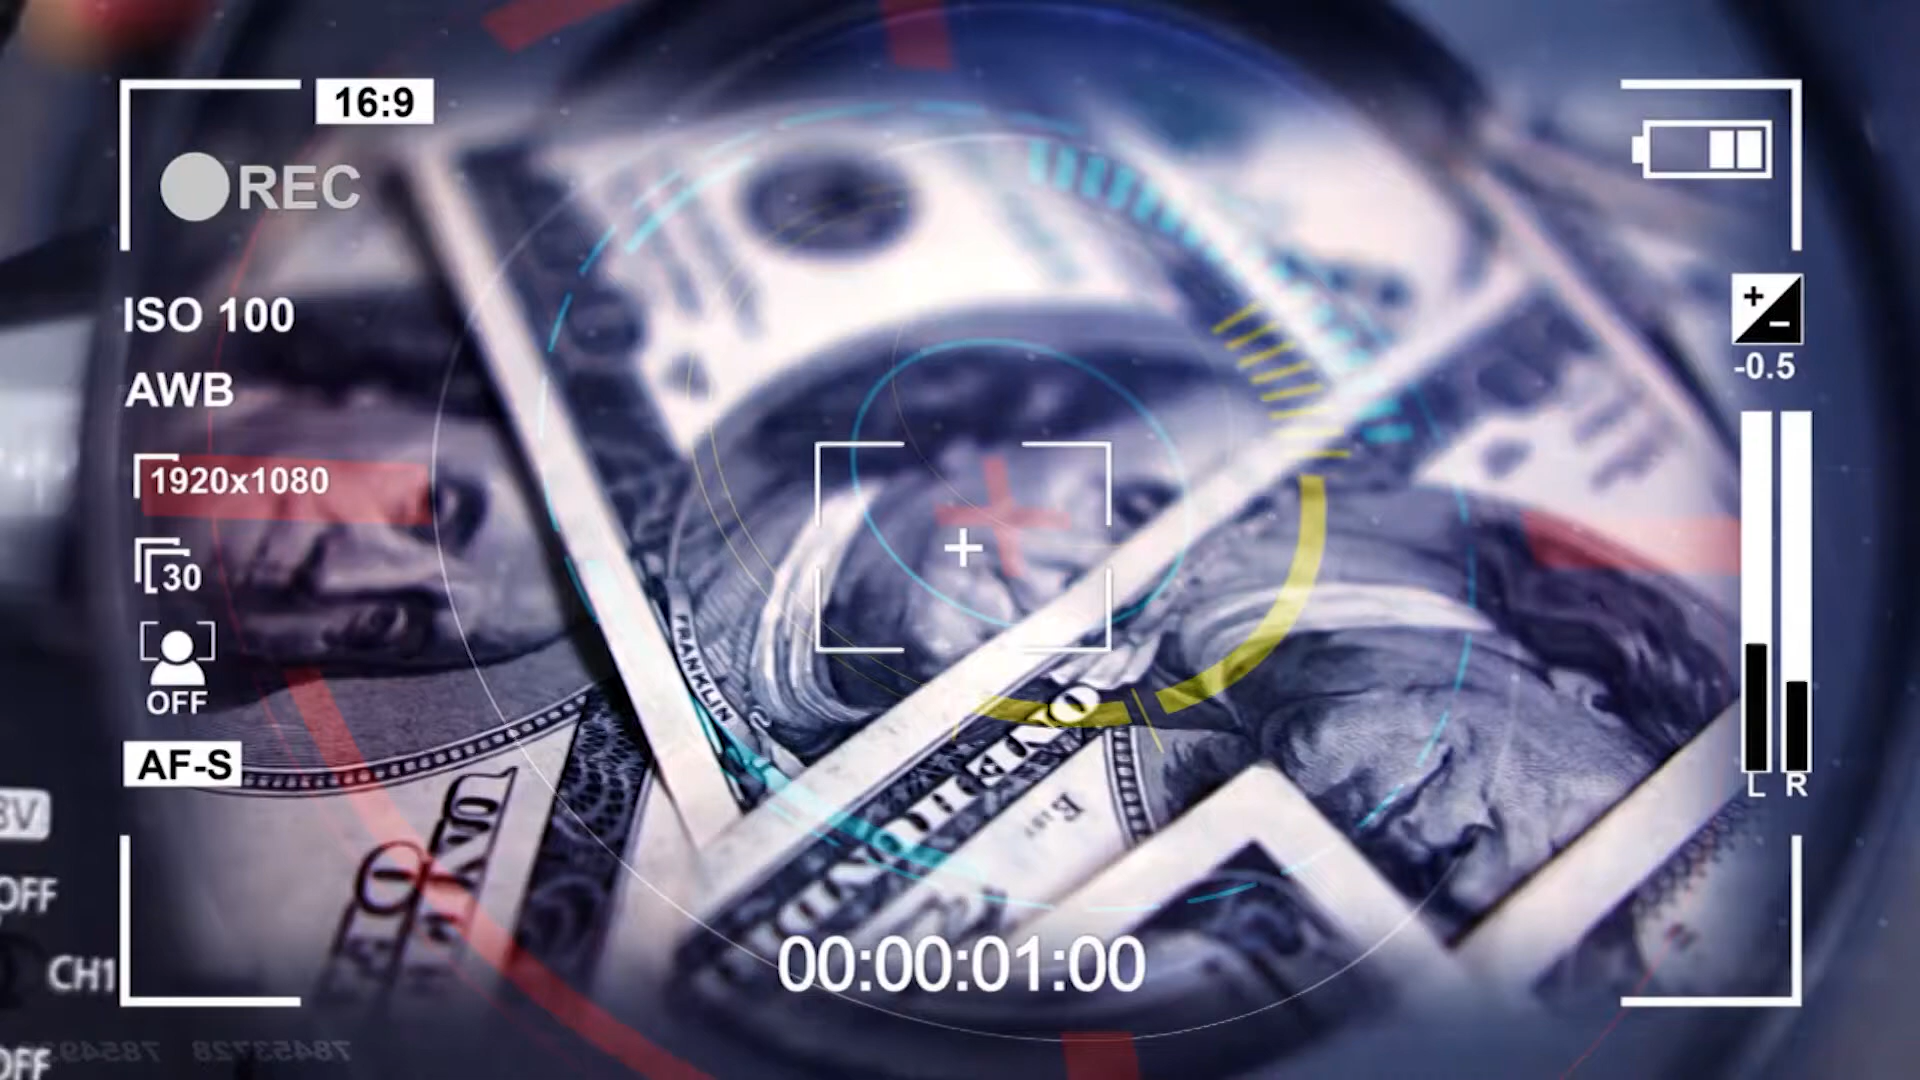 16:9
REC
ISO 100
AWB
-0.5
1920x1080
30
FRANKLIN
OFF
AF-S
L R
OFF
CH1
00:00:01:00
OFF